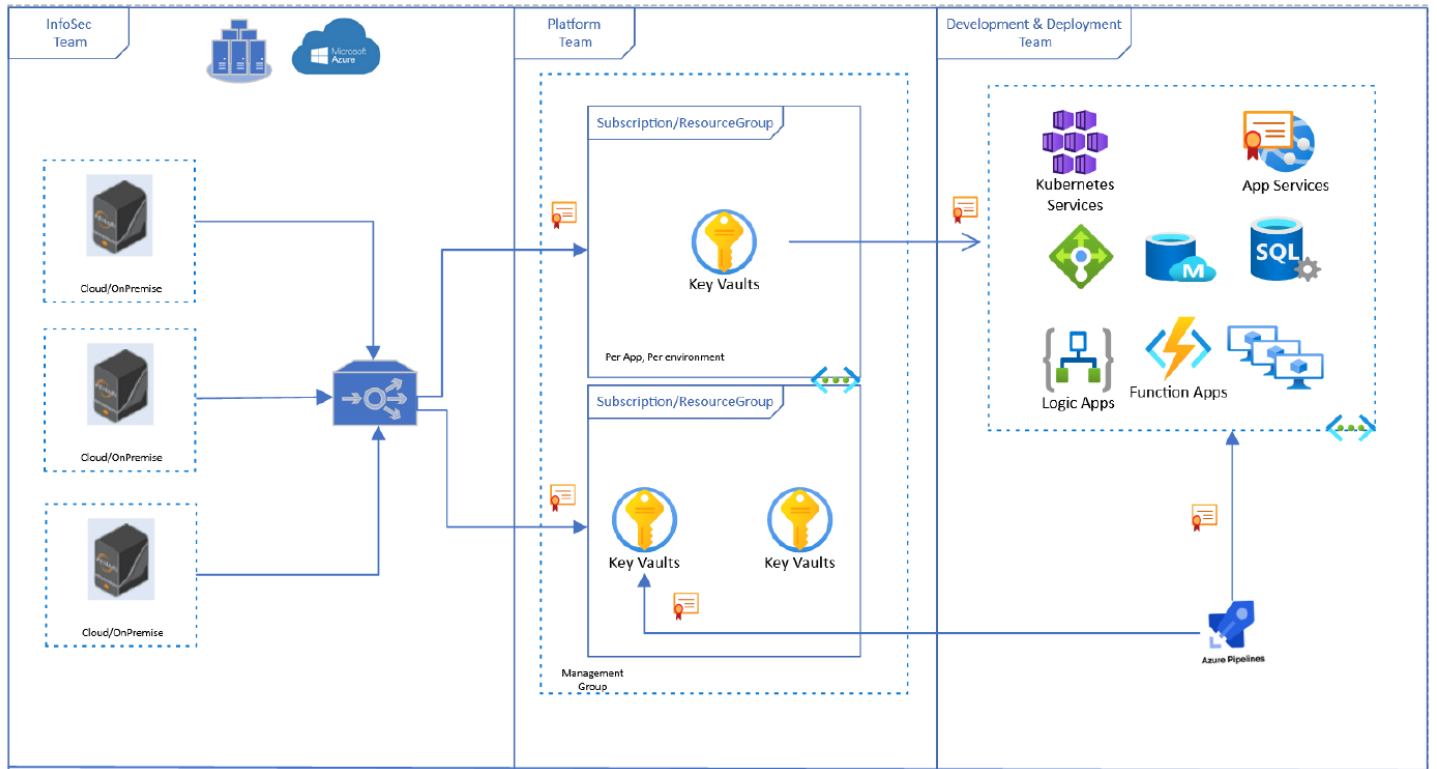 InfoSec
Team
Microsoft
Azure
Platform
Team
Development & Deployment
Team
Subscription/ResourceGroup
Kubernetes
Services
App Services
Key Vaults
SQL
M
Cloud/OnPremise
Per App, Per environment
Subscription/ResourceGroup
Logic Apps
Function Apps
Cloud/OnPremise
Key Vaults
Key Vaults
Cloud/OnPremise
Azure Pipelines
Management
Group